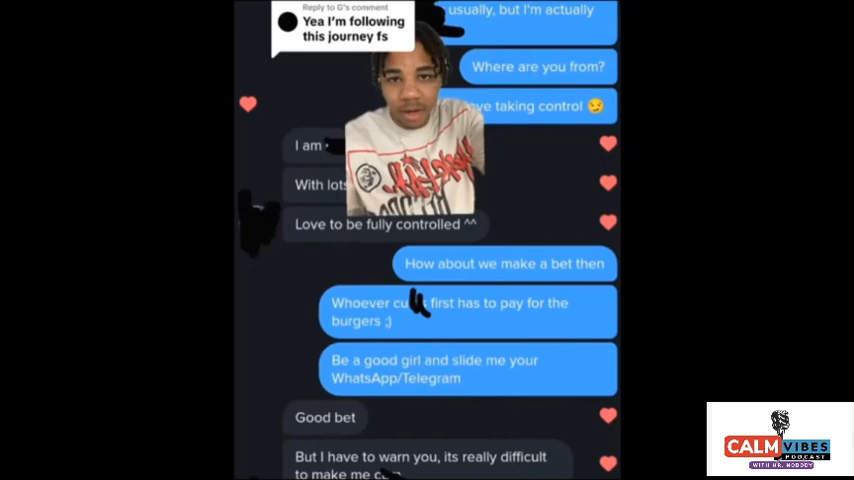 Reply to G's comment
Yea I'm following
this journey fs
usually, but I'm actually
Where are you from?
taking control 😏
I am
With lots
Love to be fully controlled ^^
How about we make a bet then
Whoever first has to pay for the
burgers ;)
Be a good girl and slide me your
WhatsApp/Telegram
Good bet
But I have to warn you, its really difficult
to make me
CALM VIBES
PODCAST
WITH MR. NOBODY